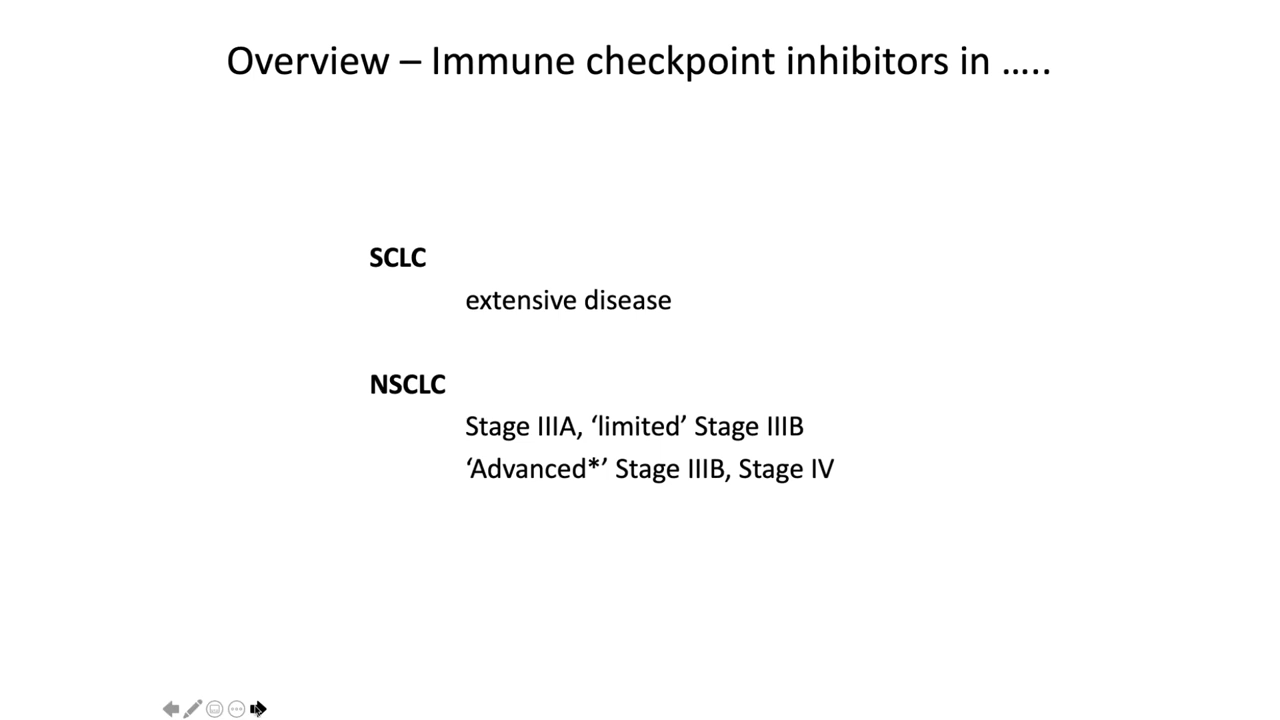 Overview – Immune checkpoint inhibitors in .….
SCLC
extensive disease
NSCLC
Stage IIIA, ‘limited’ Stage IIIB
‘Advanced*’ Stage IIIB, Stage IV